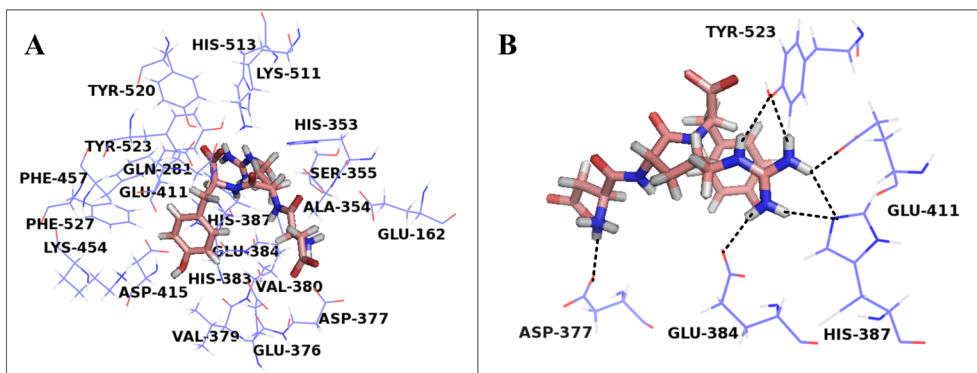 A
HIS-513
LYS-511
TYR-520
HIS-353
TYR-523
GLN-281
SER-355
PHE-457
GLU-411
ALA-354
PHE-527
HIS-387
GLU-162
LYS-454
GLU-384
HIS-383
VAL-380
ASP-415
ASP-377
VAL-379
GLU-376
B
TYR-523
GLU-411
ASP-377
GLU-384
HIS-387